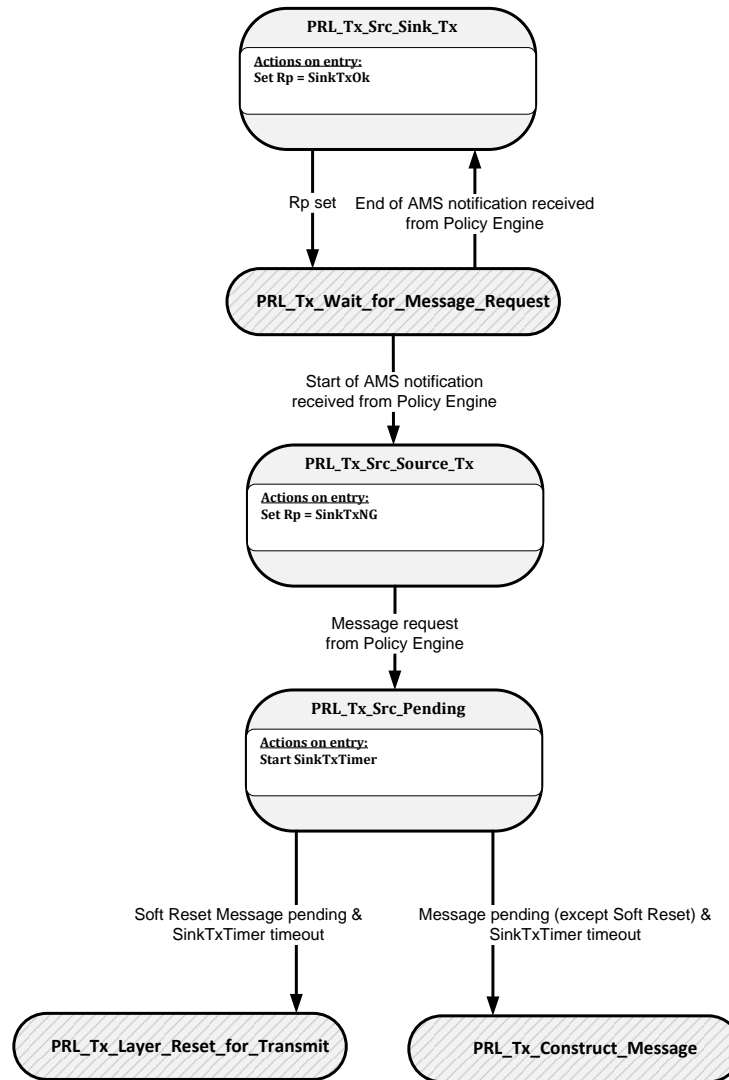 PRL_Tx_Src_Sink_Tx
Actions on entry:
Set Rp = SinkTxOk
Rp set
End of AMS notification received
from Policy Engine
PRL_Tx_Wait_for_Message_Request
Start of AMS notification
received from Policy Engine
PRL_Tx_Src_Source_Tx
Actions on entry:
Set Rp = SinkTxNG
Message request
from Policy Engine
PRL_Tx_Src_Pending
Actions on entry:
Start SinkTxTimer
Soft Reset Message pending &
SinkTxTimer timeout
Message pending (except Soft Reset) &
SinkTxTimer timeout
PRL_Tx_Layer_Reset_for_Transmit
PRL_Tx_Construct_Message